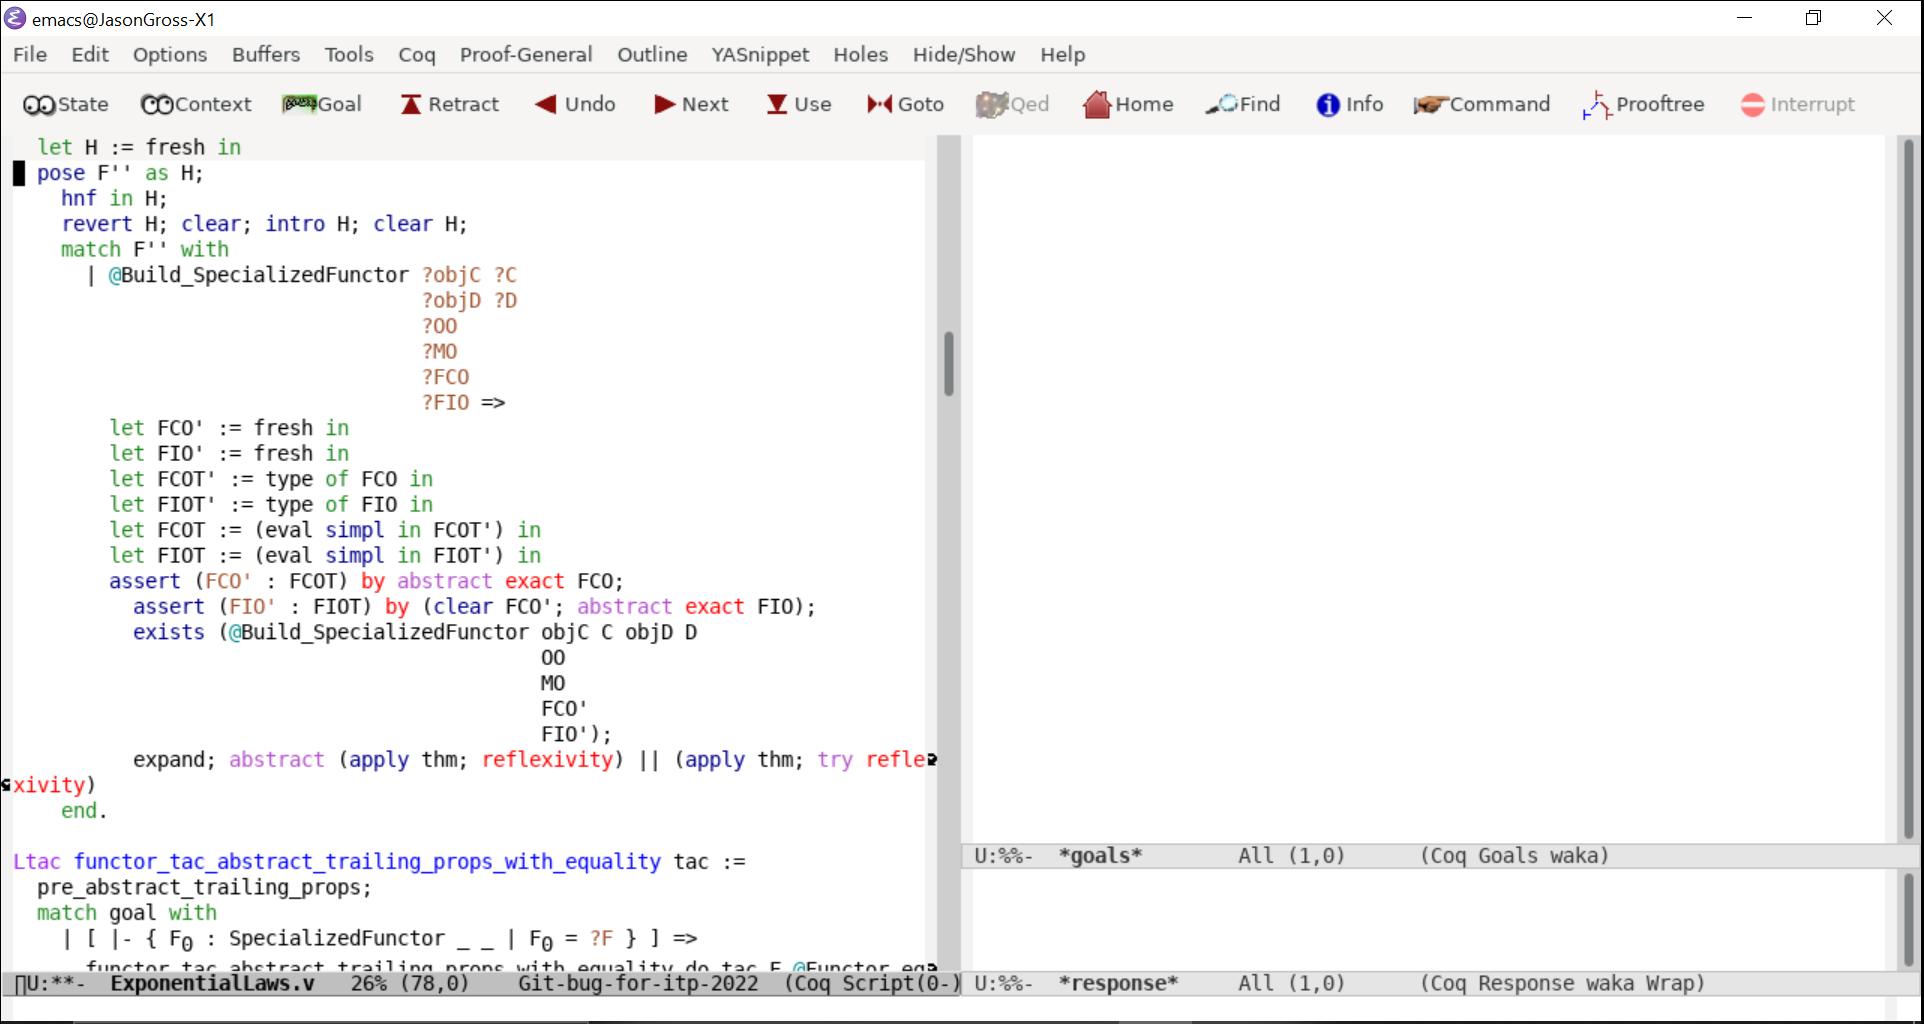 emacs@JasonGross-X1
File Edit Options Buffers Tools Coq Proof-General Outline YASnippet Holes Hide/Show Help
State Context Goal Retract Undo Next Use Goto Qed Home Find Info Command Prooftree Interrupt
let H := fresh in
pose F'' as H;
hnf in H;
revert H; clear; intro H; clear H;
match F'' with
| @Build_SpecializedFunctor ?objC ?C
?objD ?D
?OO
?MO
?FCO
?FIO =>
let FCO' := fresh in
let FIO' := fresh in
let FCOT' := type of FCO in
let FIOT' := type of FIO in
let FCOT := (eval simpl in FCOT') in
let FIOT := (eval simpl in FIOT') in
assert (FCO' : FCOT) by abstract exact FCO;
assert (FIO' : FIOT) by (clear FCO'; abstract exact FIO);
exists (@Build_SpecializedFunctor objC C objD D
OO
MO
FCO'
FIO');
expand; abstract (apply thm; reflexivity) || (apply thm; try refle
xivity)
end.
Ltac functor_tac_abstract_trailing_props_with_equality tac :=
pre_abstract_trailing_props;
match goal with
| [ |- { F0 : SpecializedFunctor _ _ | F0 = ?F } ] =>
functor_tac_abstract_trailing_props_with_equality_do tac F @Functor_eq
U:**- ExponentialLaws.v 26% (78,0) Git-bug-for-itp-2022 (Coq Script(0-)
U:%%- *goals* All (1,0) (Coq Goals waka)
U:%%- *response* All (1,0) (Coq Response waka Wrap)